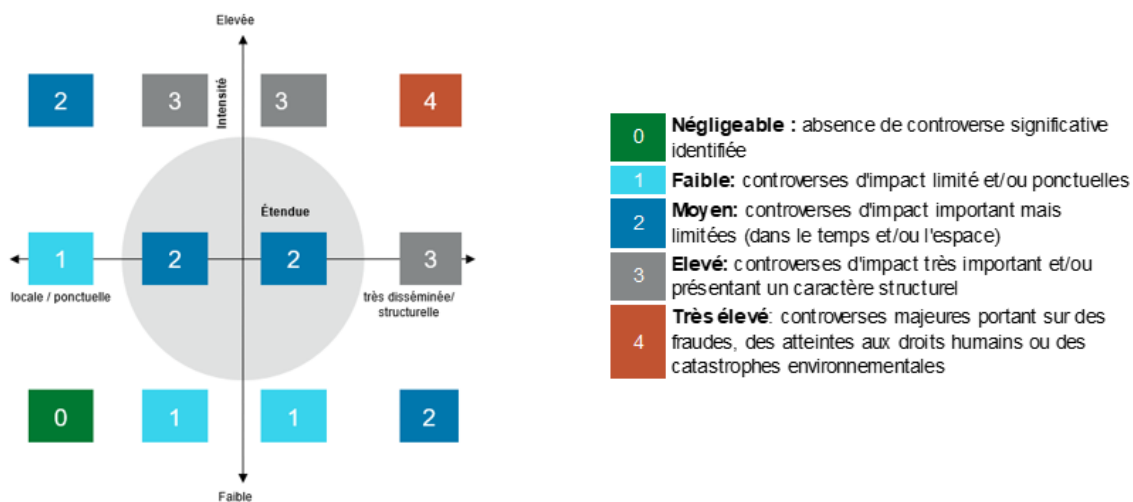 Elevée
2
3
Intensité
3
4
Étendue
1
2
2
3
locale / ponctuelle
très disséminée/
structurelle
0
1
1
2
Faible
0
Négligeable : absence de controverse significative
identifiée
1
Faible: controverses d'impact limité et/ou ponctuelles
2
Moyen: controverses d'impact important mais
limitées (dans le temps et/ou l'espace)
3
Elevé: controverses d'impact très important et/ou
présentant un caractère structurel
4
Très élevé: controverses majeures portant sur des
fraudes, des atteintes aux droits humains ou des
catastrophes environnementales